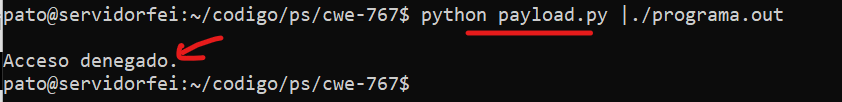 pato@servidorfei:~/codigo/ps/cwe-767$ python payload.py |./programa.out
Acceso denegado.
pato@servidorfei:~/codigo/ps/cwe-767$